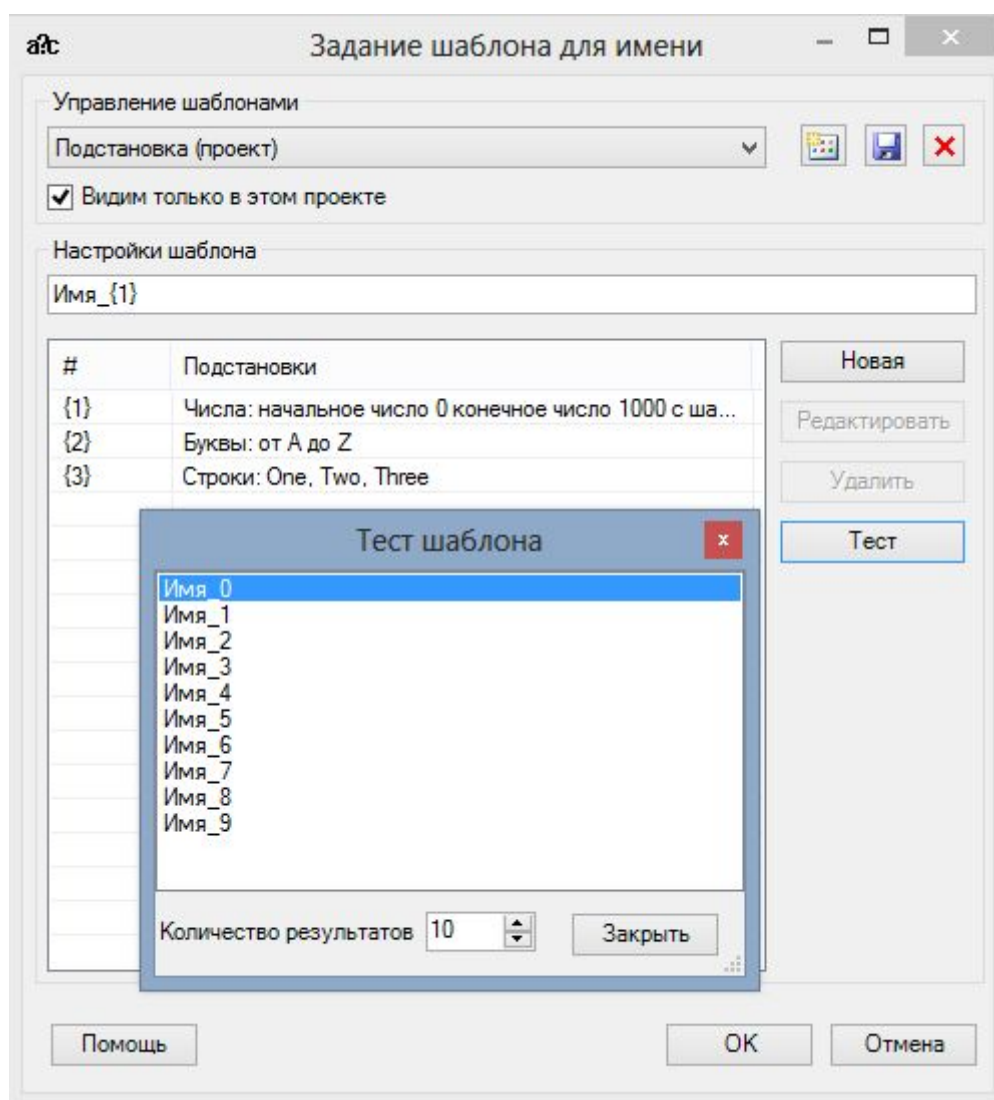 a?c Задание шаблона для имени
Управление шаблонами
Подстановка (проект)
Видим только в этом проекте
Настройки шаблона
Имя_{1}
# Подстановки Новая
{1} Числа: начальное число 0 конечное число 1000 с ша... Редактировать
{2} Буквы: от A до Z
{3} Строки: One, Two, Three Удалить
Тест шаблона Тест
Имя_0
Имя_1
Имя_2
Имя_3
Имя_4
Имя_5
Имя_6
Имя_7
Имя_8
Имя_9
Количество результатов 10 Закрыть
Помощь OK Отмена